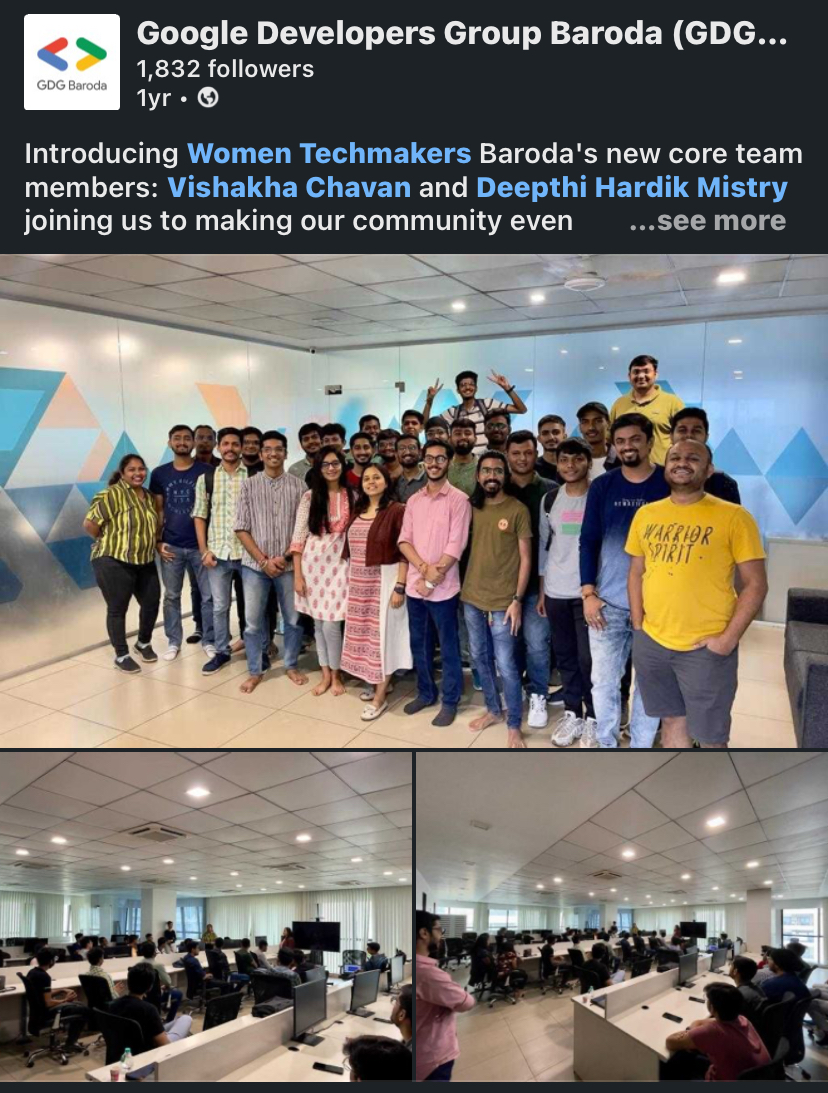 Google Developers Group Baroda (GDG...
GDG Baroda
1,832 followers
1yr •
Introducing Women Techmakers Baroda's new core team
members: Vishakha Chavan and Deepthi Hardik Mistry
joining us to making our community even ...see more
WARRIOR
SPIRIT